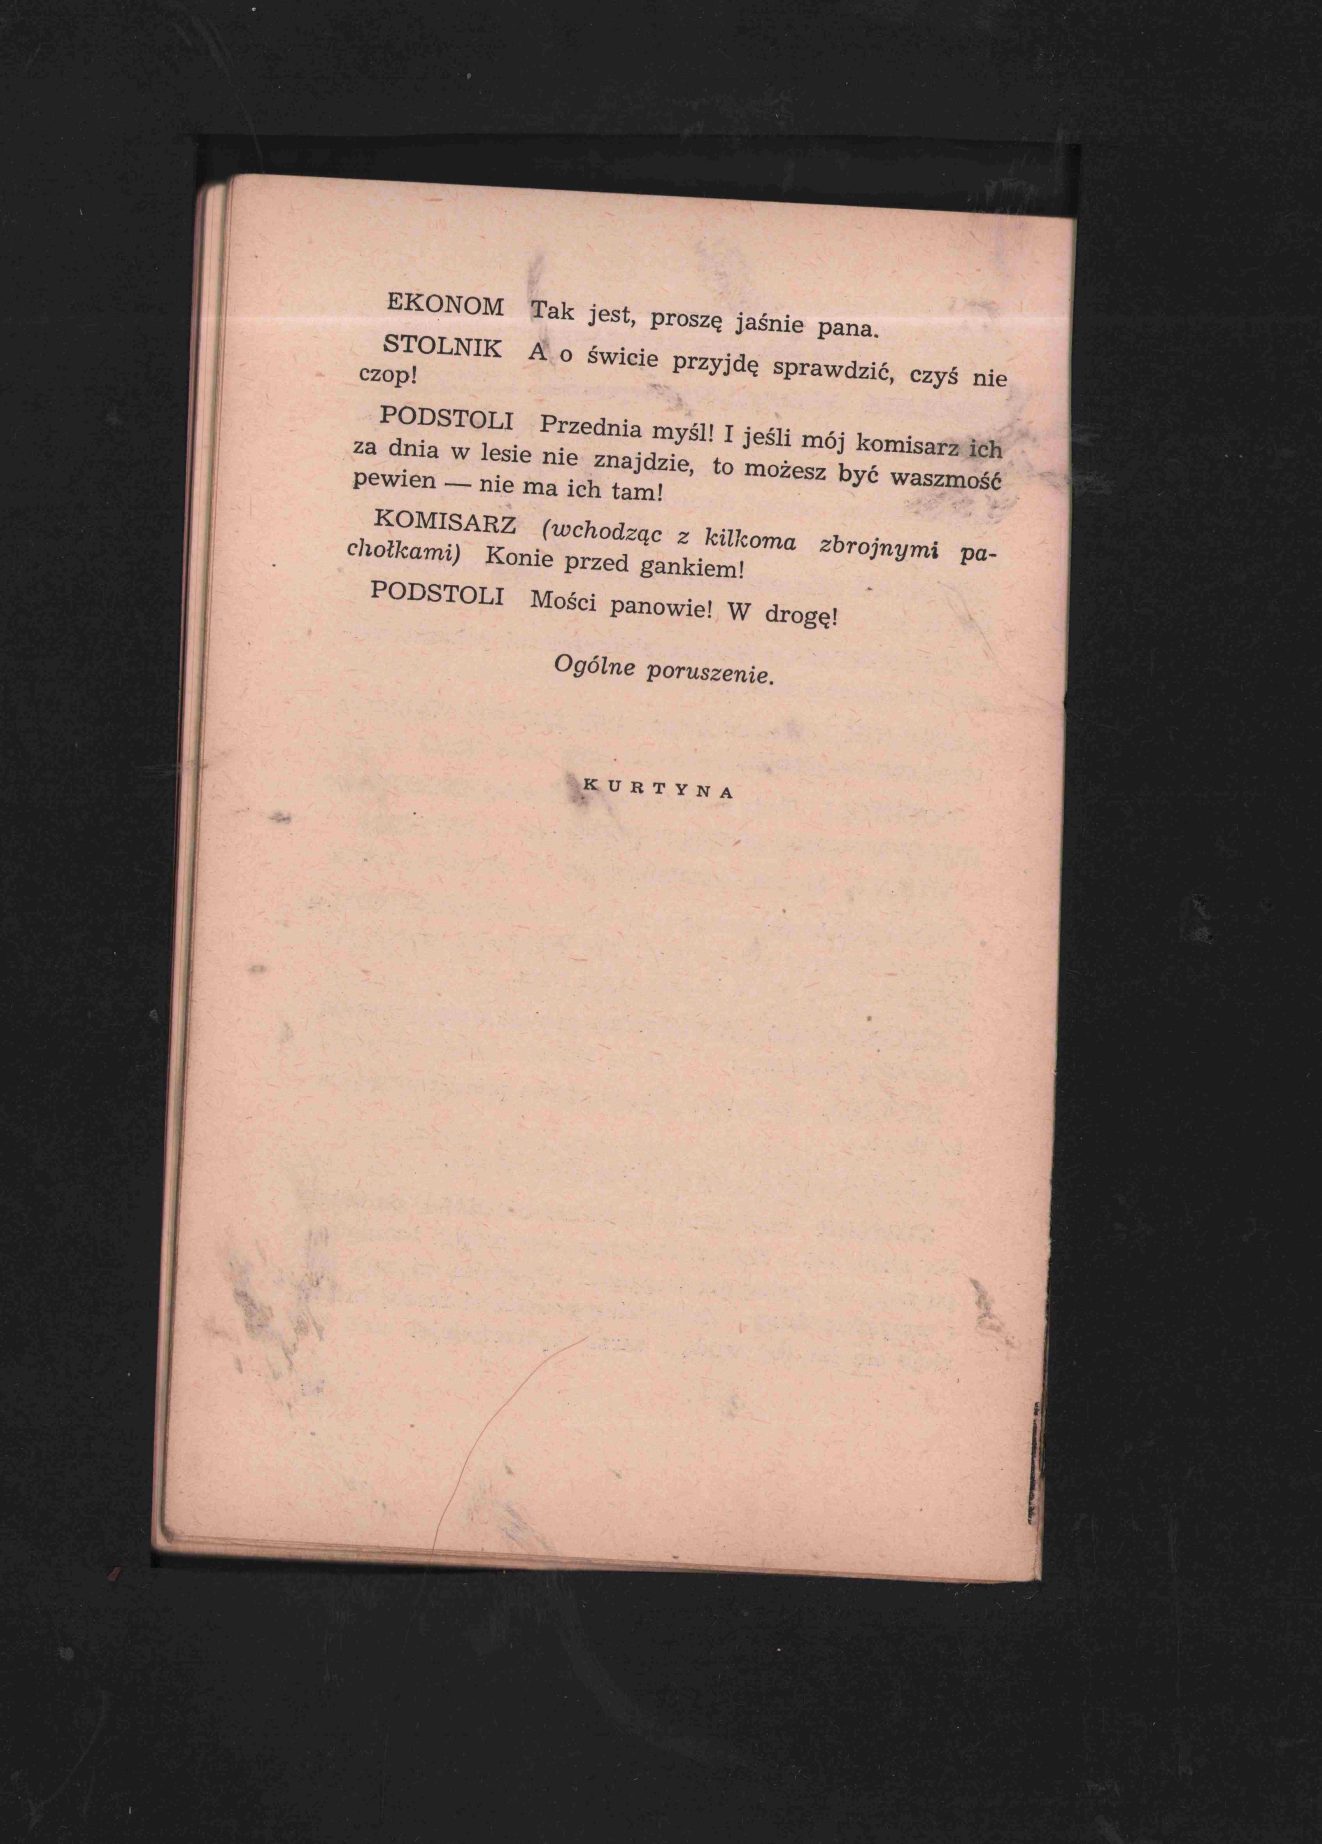 EKONOM Tak jest, proszę jaśnie pana.
STOLNIK A o świcie przyjdę sprawdzić, czyś nie
czop!
PODSTOLI Przednia myśl! I jeśli mój komisarz ich
za dnia w lesie nie znajdzie, to możesz być waszmość
pewien — nie ma ich tam!
KOMISARZ (wchodząc z kilkoma zbrojnymi pa-
chołkami) Konie przed gankiem!
PODSTOLI Mości panowie! W drogę!
Ogólne poruszenie.
KURTYNA